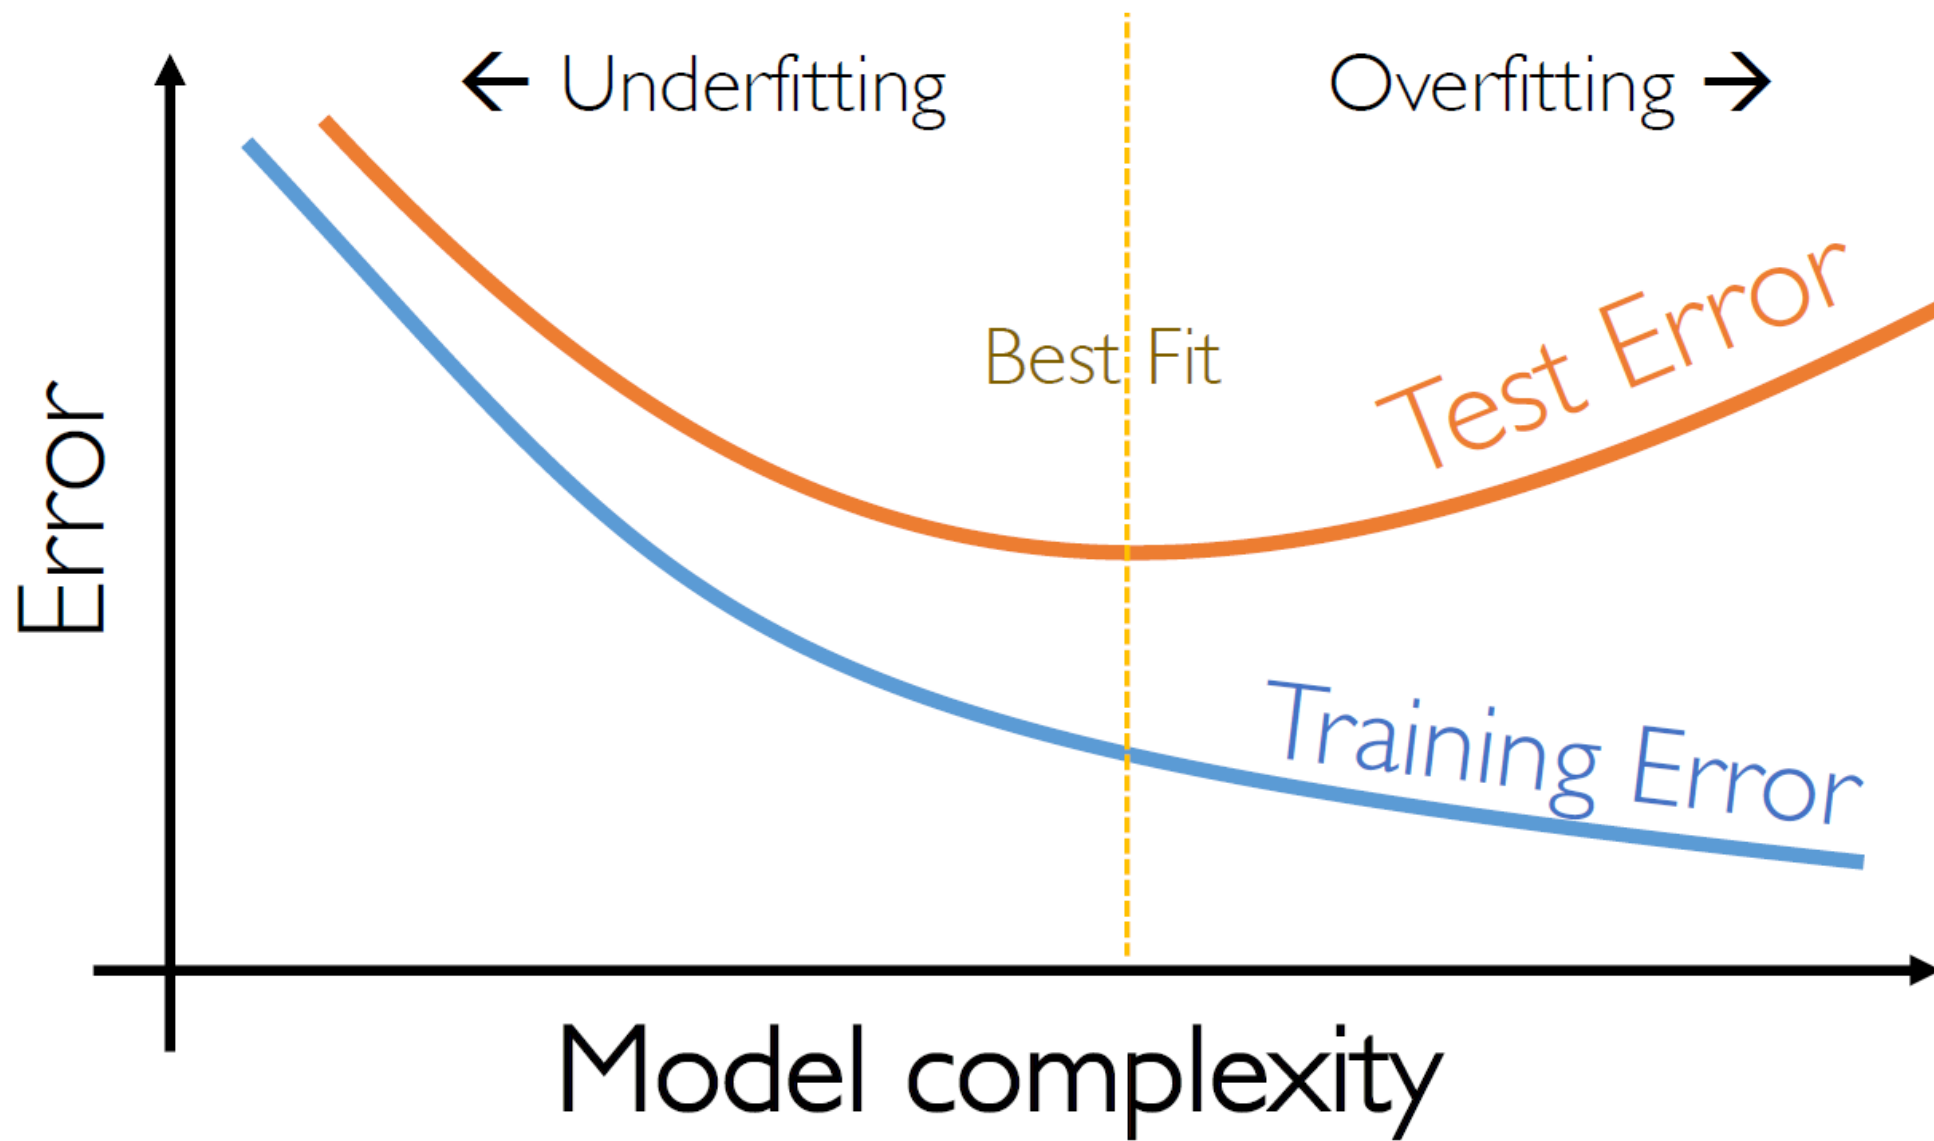 ← Underfitting
Overfitting →
Best Fit
Test Error
Training Error
Error
Model complexity